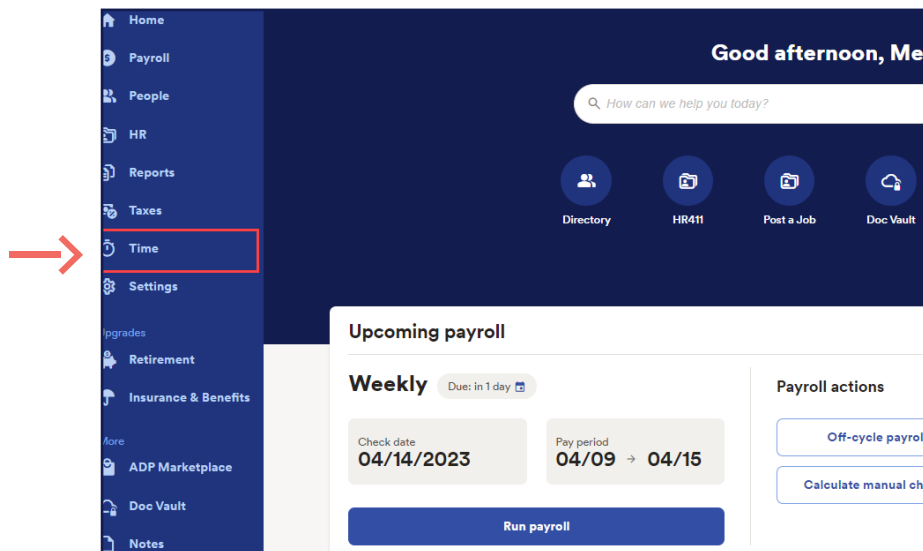 Home
Payroll
People
HR
Reports
Taxes
Time
Settings
Upgrades
Retirement
Insurance & Benefits
More
ADP Marketplace
Doc Vault
Notes
Good afternoon, Me
How can we help you today?
Directory
HR411
Post a Job
Doc Vault
Upcoming payroll
Weekly
Due: in 1 day
Check date
04/14/2023
Pay period
04/09 → 04/15
Run payroll
Payroll actions
Off-cycle payrol
Calculate manual ch